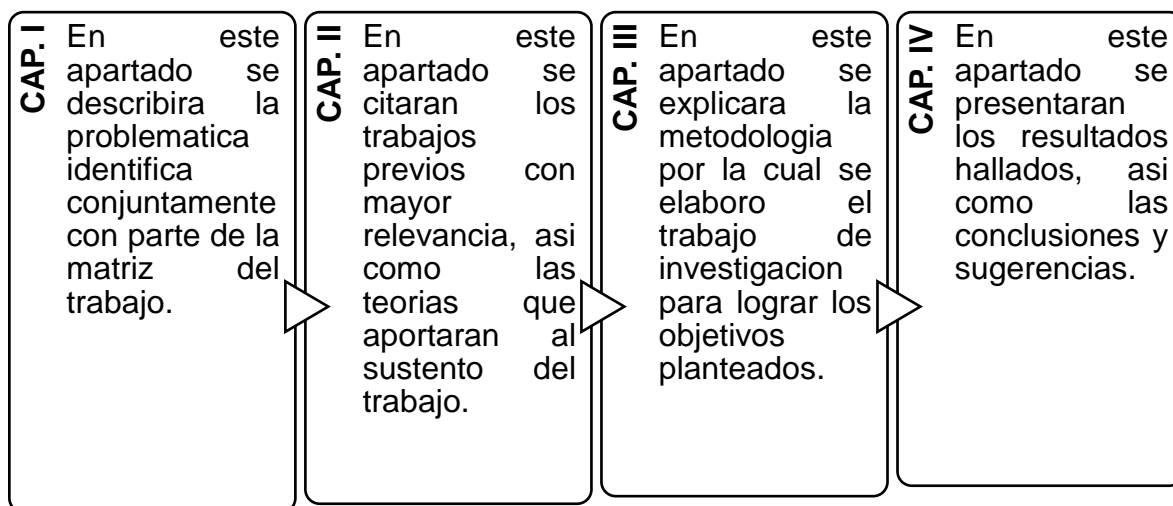 CAP. I
En este
apartado se
describira la
problematica
identifica
conjuntamente
con parte de la
matriz del
trabajo.
CAP. II
En este
apartado se
citaran los
trabajos
previos con
mayor
relevancia, asi
como las
teorias que
aportaran al
sustento del
trabajo.
CAP. III
En este
apartado se
explicara la
metodologia
por la cual se
elaboro el
trabajo de
investigacion
para lograr los
objetivos
planteados.
CAP. IV
En este
apartado se
presentaran
los resultados
hallados, asi
como las
conclusiones y
sugerencias.